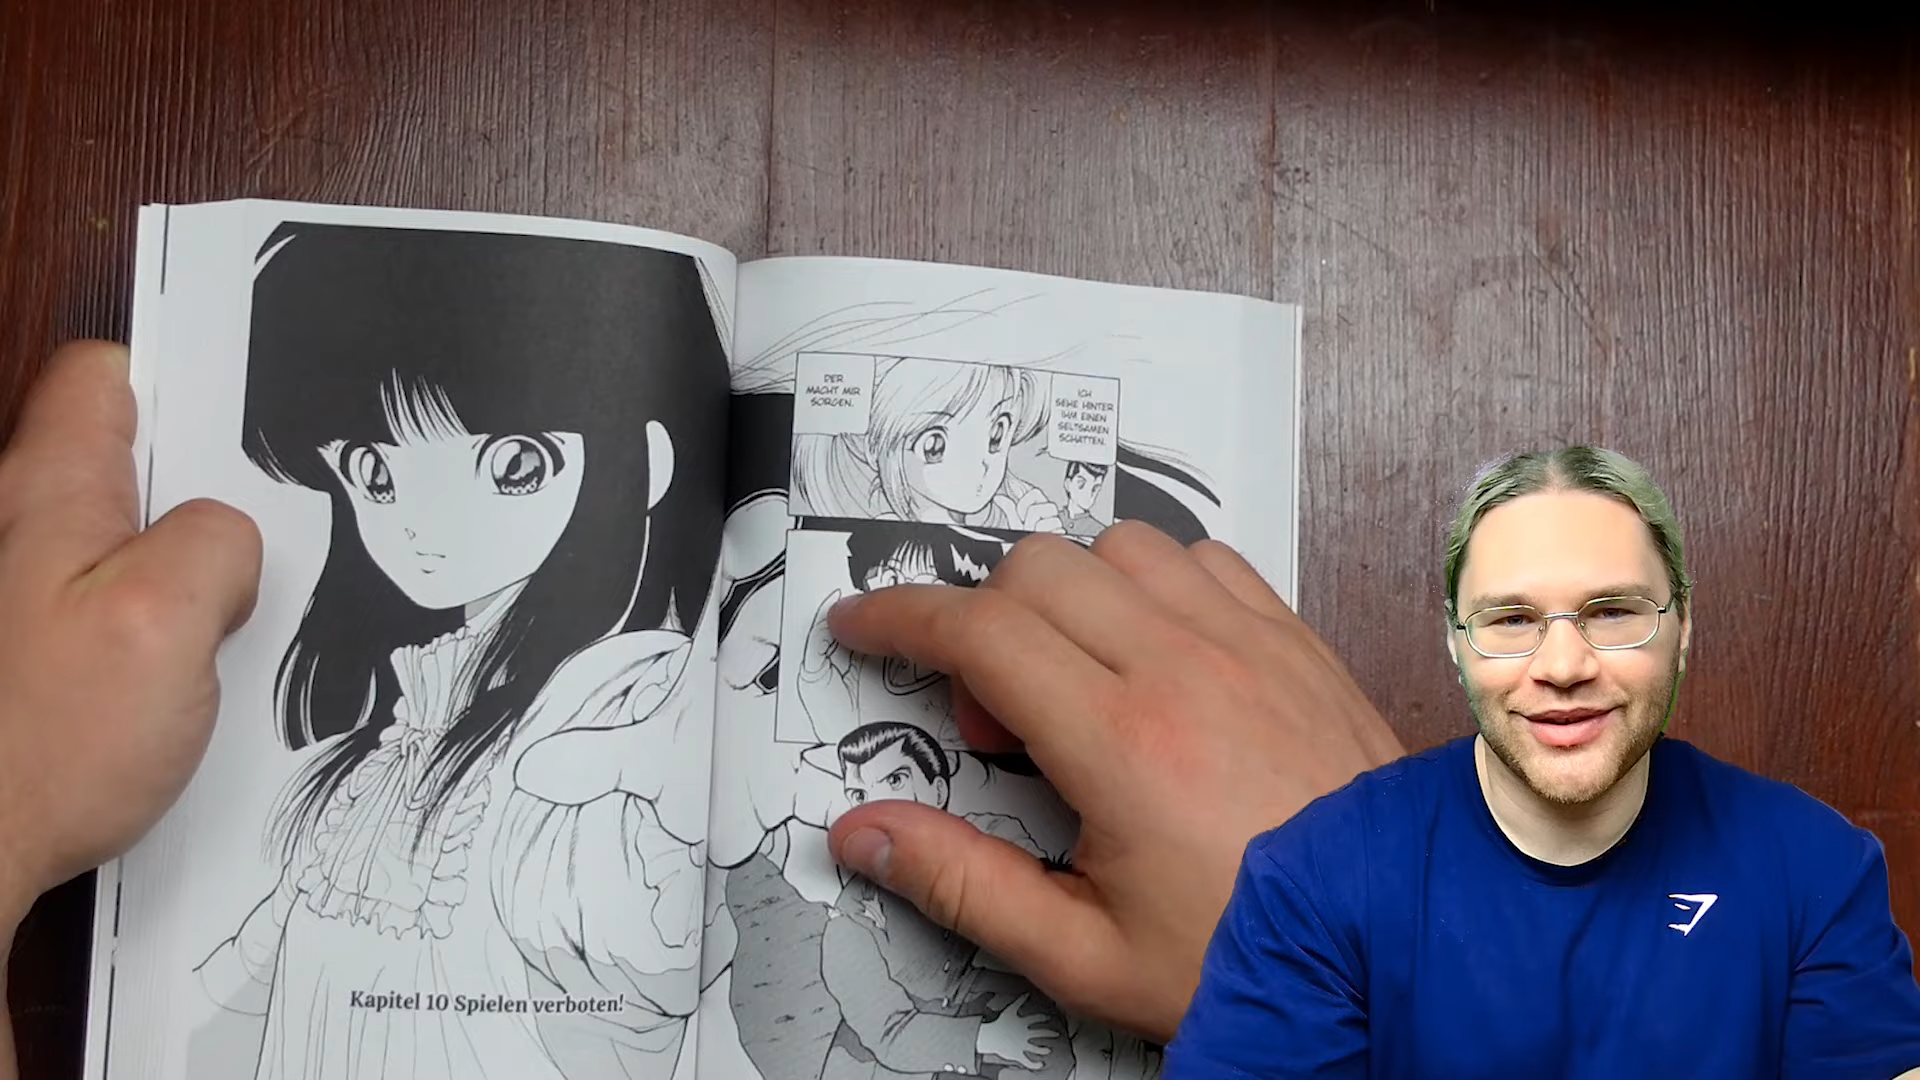 DER
MACHT MIR
SORGEN.
ICH
SEHE HINTER
IHM EINEN
SELTSAMEN
SCHATTEN.
Kapitel 10 Spielen verboten!